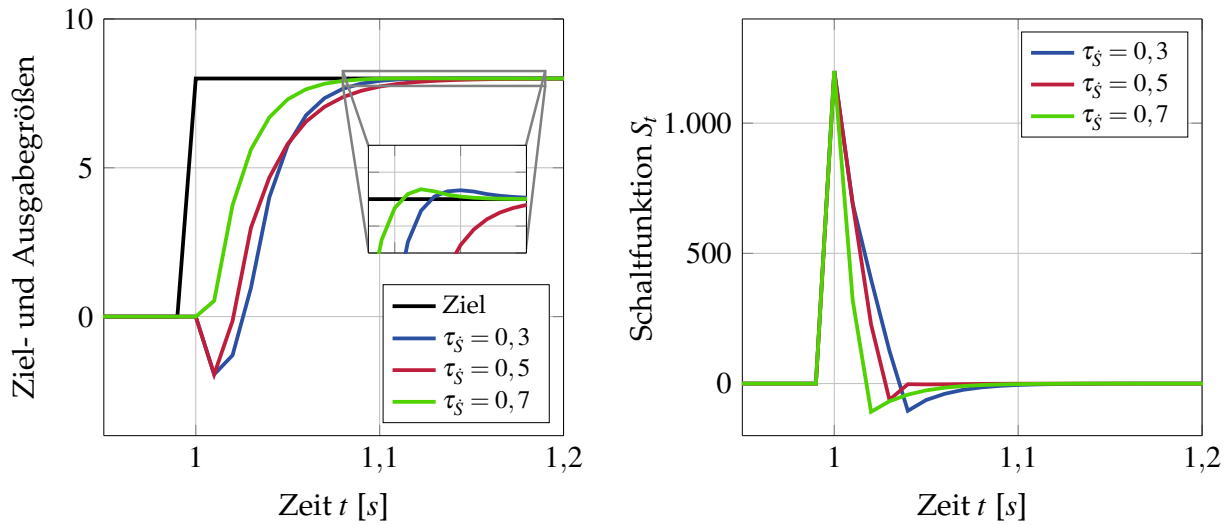 Ziel- und Ausgabegrößen
10
5
0
1
1,1
1,2
Zeit t [s]
Ziel
τṠ = 0,3
τṠ = 0,5
τṠ = 0,7
Schaltfunktion St
1.000
500
0
1
1,1
1,2
Zeit t [s]
τṠ = 0,3
τṠ = 0,5
τṠ = 0,7